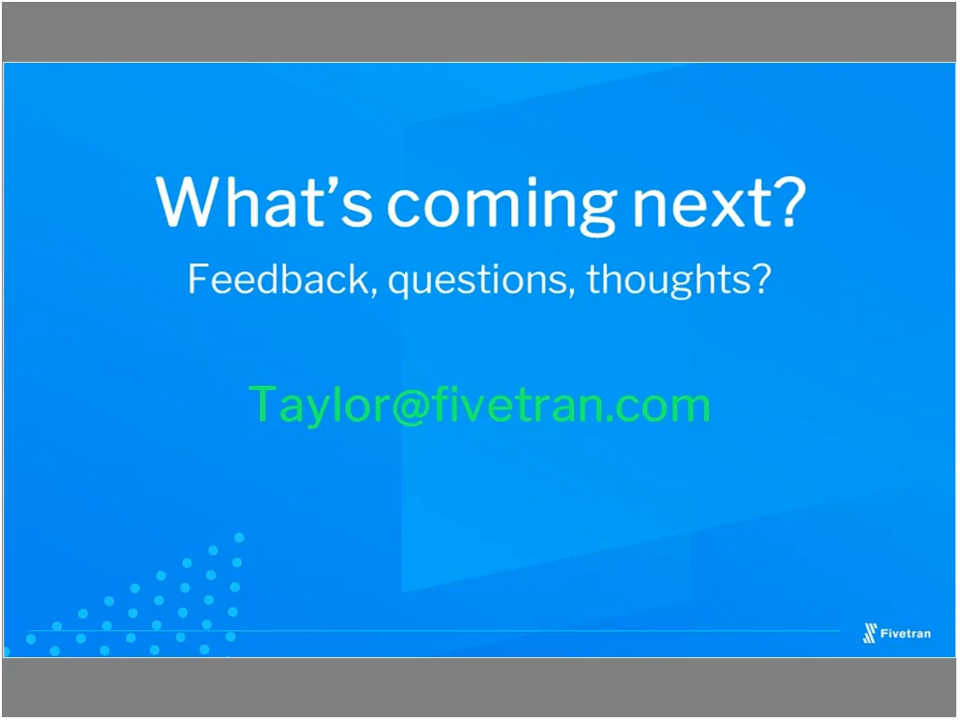 What’s coming next?
Feedback, questions, thoughts?
Taylor@fivetran.com
Fivetran